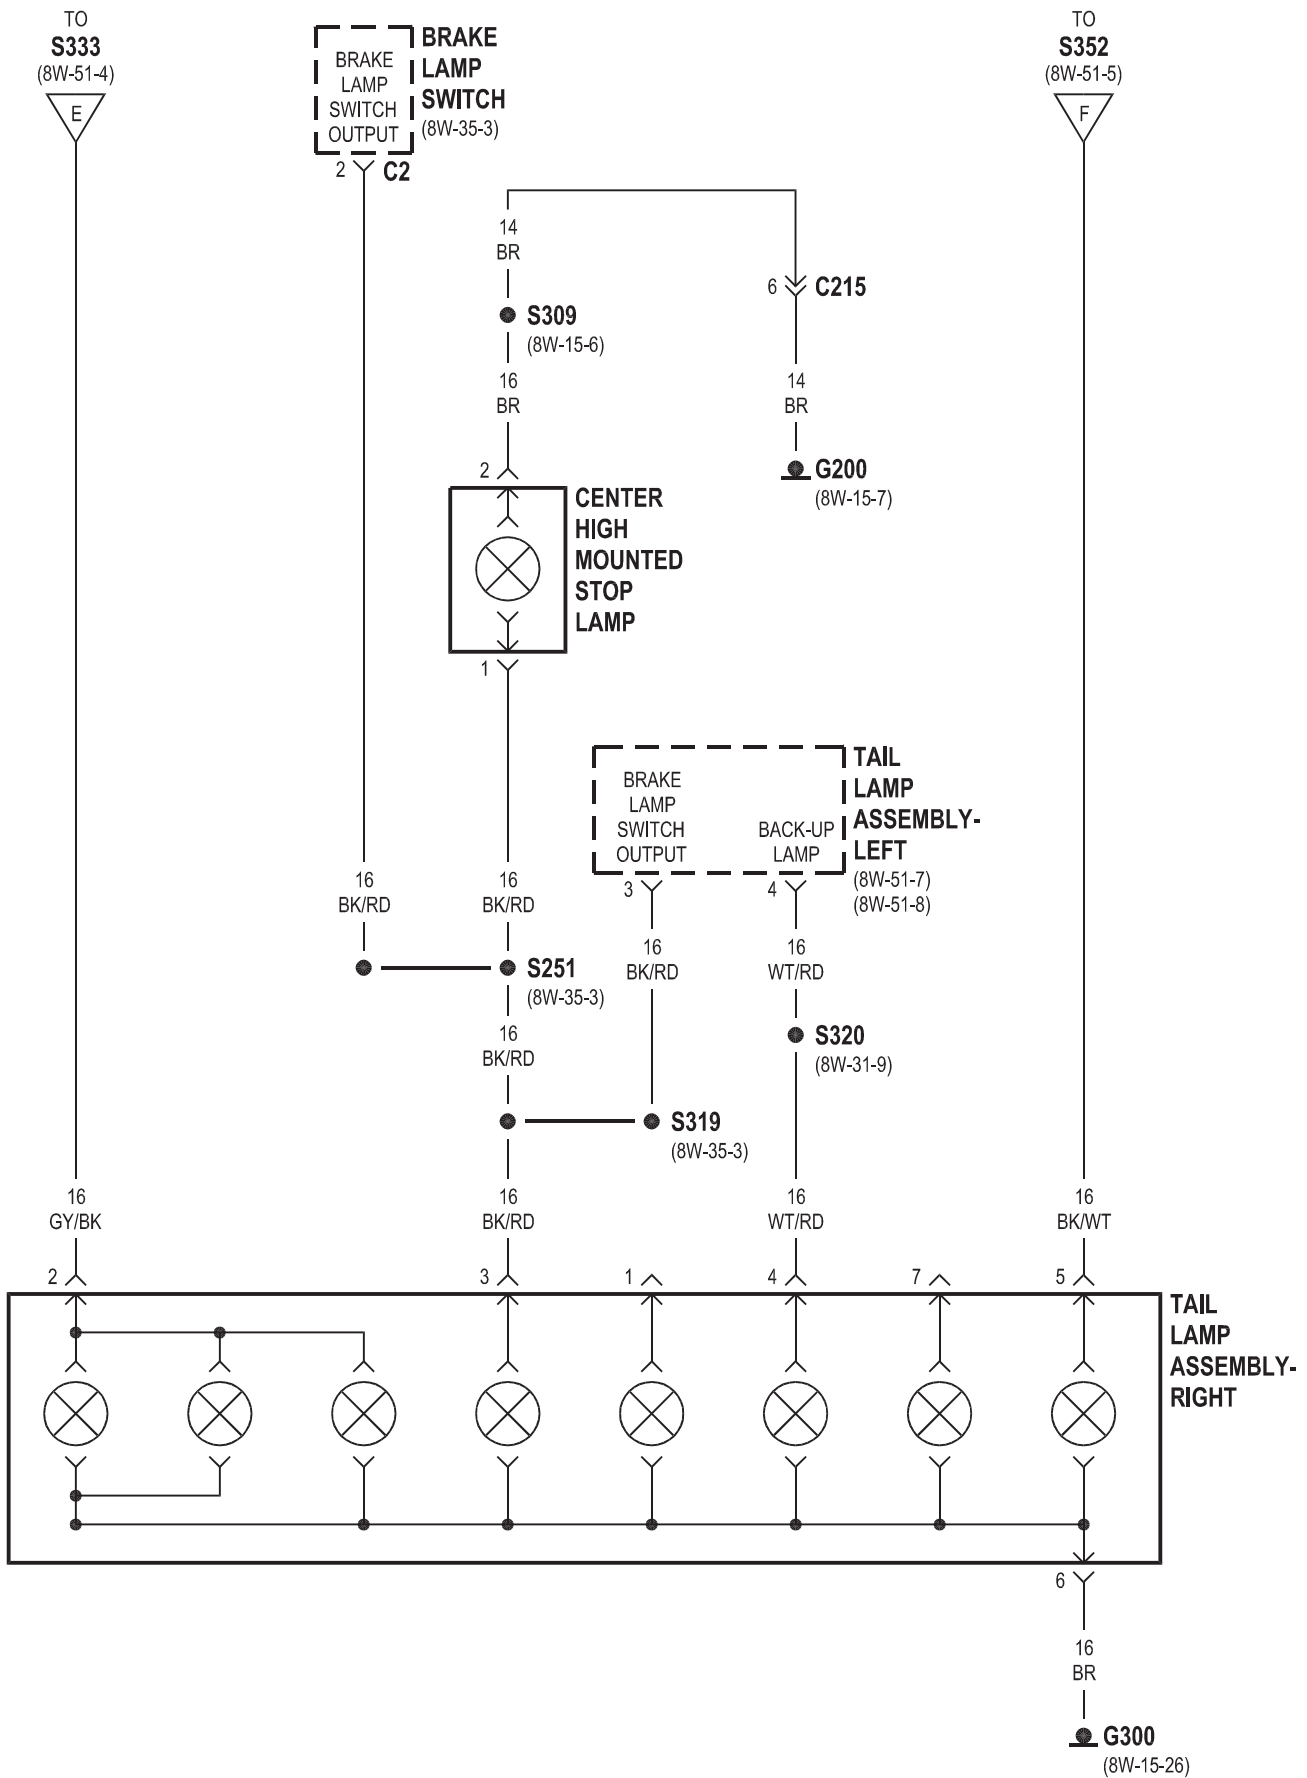 TO
S333
(8W-51-4)
E
BRAKE
LAMP
SWITCH
OUTPUT
BRAKE
LAMP
SWITCH
(8W-35-3)
2
C2
TO
S352
(8W-51-5)
F
14
BR
S309
(8W-15-6)
16
BR
6
C215
14
BR
G200
(8W-15-7)
2
CENTER
HIGH
MOUNTED
STOP
LAMP
1
BRAKE
LAMP
SWITCH
OUTPUT
BACK-UP
LAMP
TAIL
LAMP
ASSEMBLY-
LEFT
(8W-51-7)
(8W-51-8)
3
4
16
BK/RD
16
BK/RD
16
BK/RD
16
WT/RD
S251
(8W-35-3)
16
BK/RD
S320
(8W-31-9)
S319
(8W-35-3)
16
GY/BK
16
BK/RD
16
WT/RD
16
BK/WT
2
3
1
4
7
5
TAIL
LAMP
ASSEMBLY-
RIGHT
6
16
BR
G300
(8W-15-26)